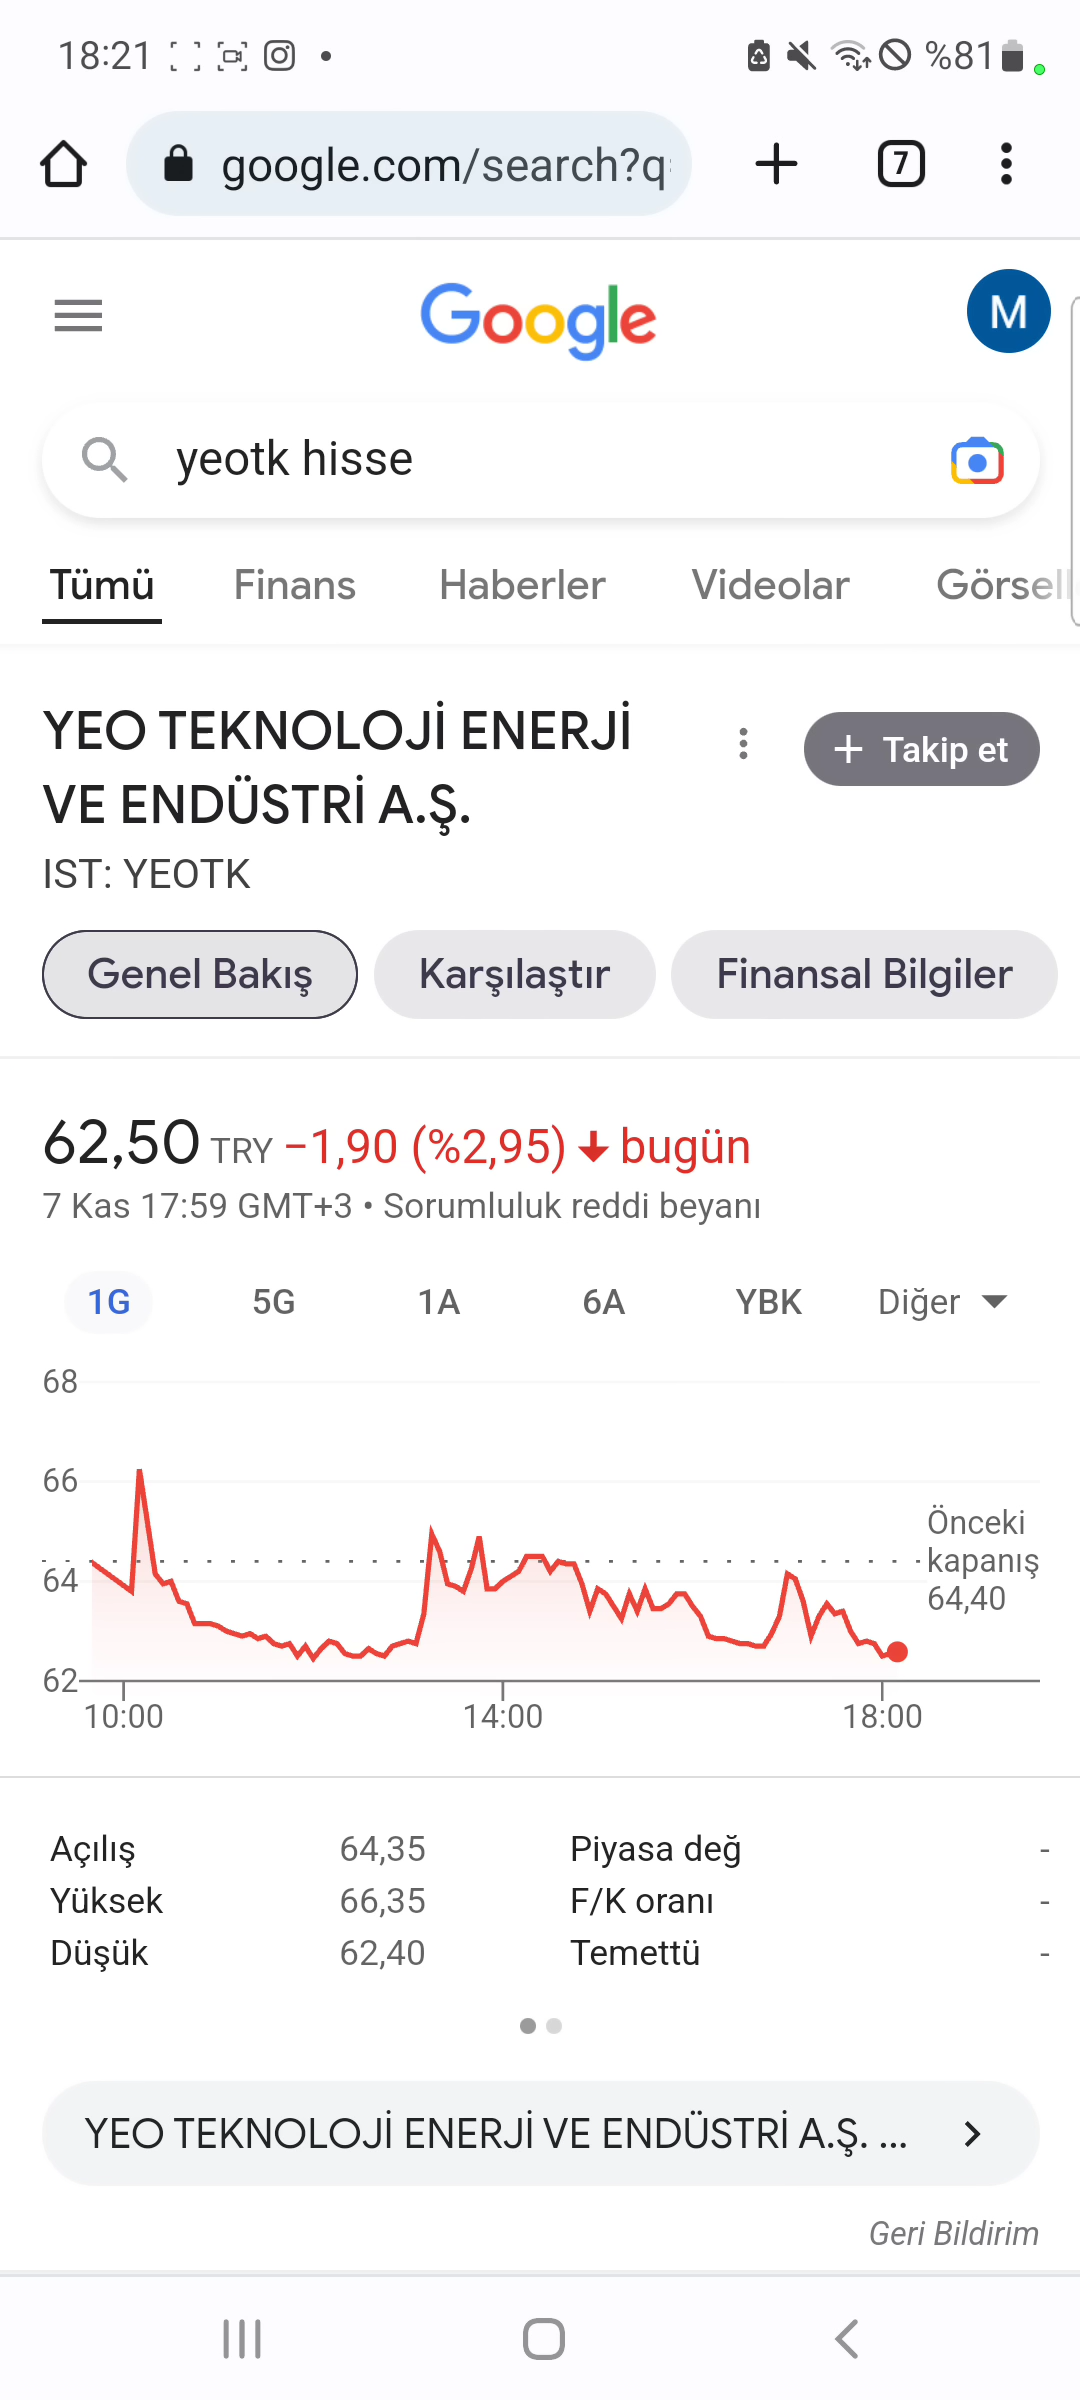 18:21
%81
google.com/search?q
7
Google
M
yeotk hisse
Tümü Finans Haberler Videolar Görsell
YEO TEKNOLOJİ ENERJİ
VE ENDÜSTRİ A.Ş.
+ Takip et
IST: YEOTK
Genel Bakış Karşılaştır Finansal Bilgiler
62,50 TRY −1,90 (%2,95) ↓ bugün
7 Kas 17:59 GMT+3 • Sorumluluk reddi beyanı
1G 5G 1A 6A YBK Diğer
68
66
64
62
Önceki
kapanış
64,40
10:00 14:00 18:00
Açılış 64,35 Piyasa değ -
Yüksek 66,35 F/K oranı -
Düşük 62,40 Temettü -
YEO TEKNOLOJİ ENERJİ VE ENDÜSTRİ A.Ş. ...
Geri Bildirim